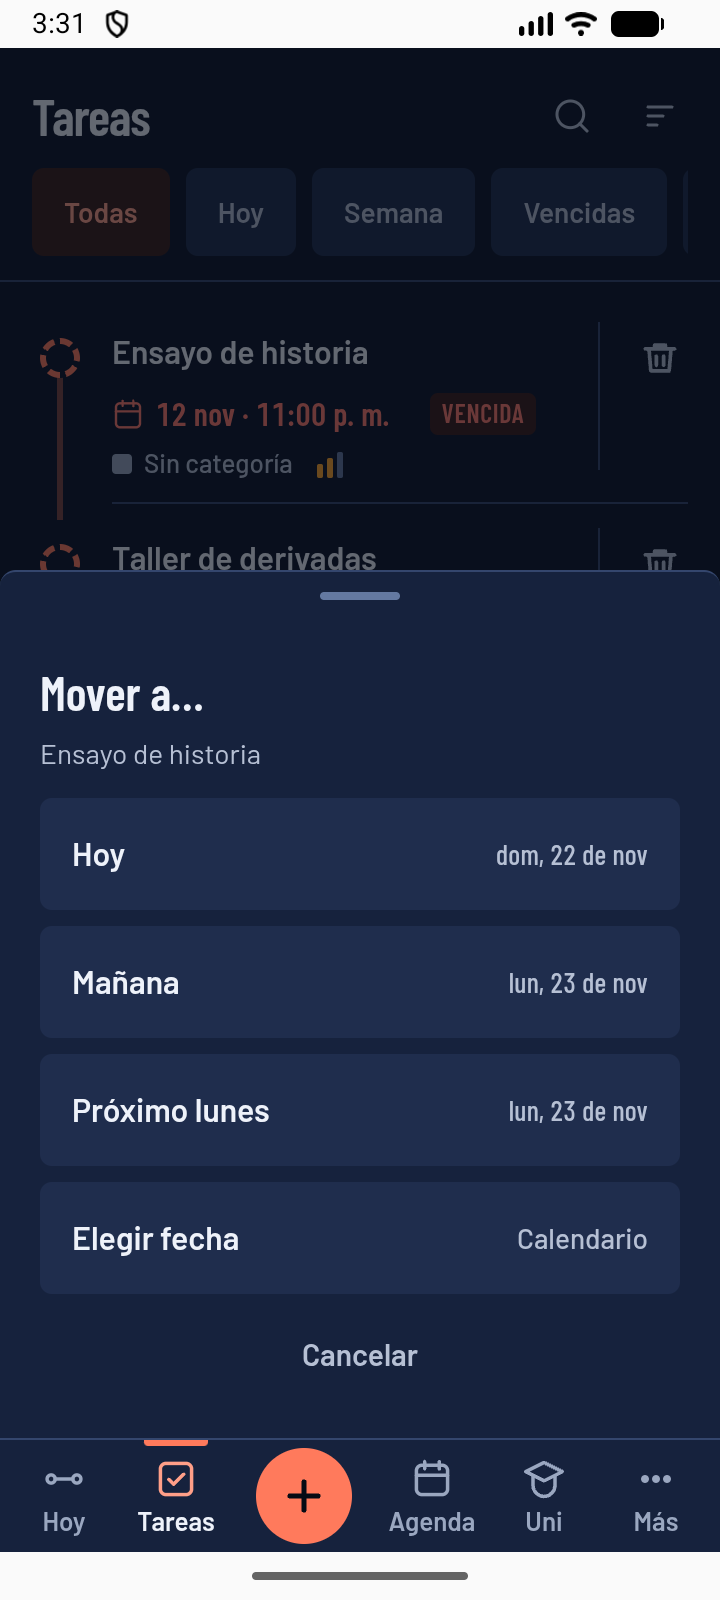 3:31
Tareas
Todas Hoy Semana Vencidas
Ensayo de historia
12 nov · 11:00 p. m. VENCIDA
Sin categoría
Taller de derivadas
Mover a...
Ensayo de historia
Hoy dom, 22 de nov
Mañana lun, 23 de nov
Próximo lunes lun, 23 de nov
Elegir fecha Calendario
Cancelar
Hoy Tareas Agenda Uni Más